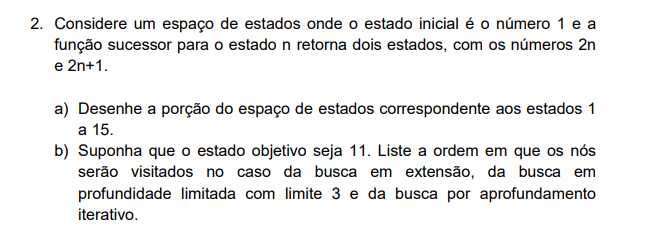 2. Considere um espaço de estados onde o estado inicial é o número 1 e a
função sucessor para o estado n retorna dois estados, com os números 2n
e 2n+1.
a) Desenhe a porção do espaço de estados correspondente aos estados 1
a 15.
b) Suponha que o estado objetivo seja 11. Liste a ordem em que os nós
serão visitados no caso da busca em extensão, da busca em
profundidade limitada com limite 3 e da busca por aprofundamento
iterativo.